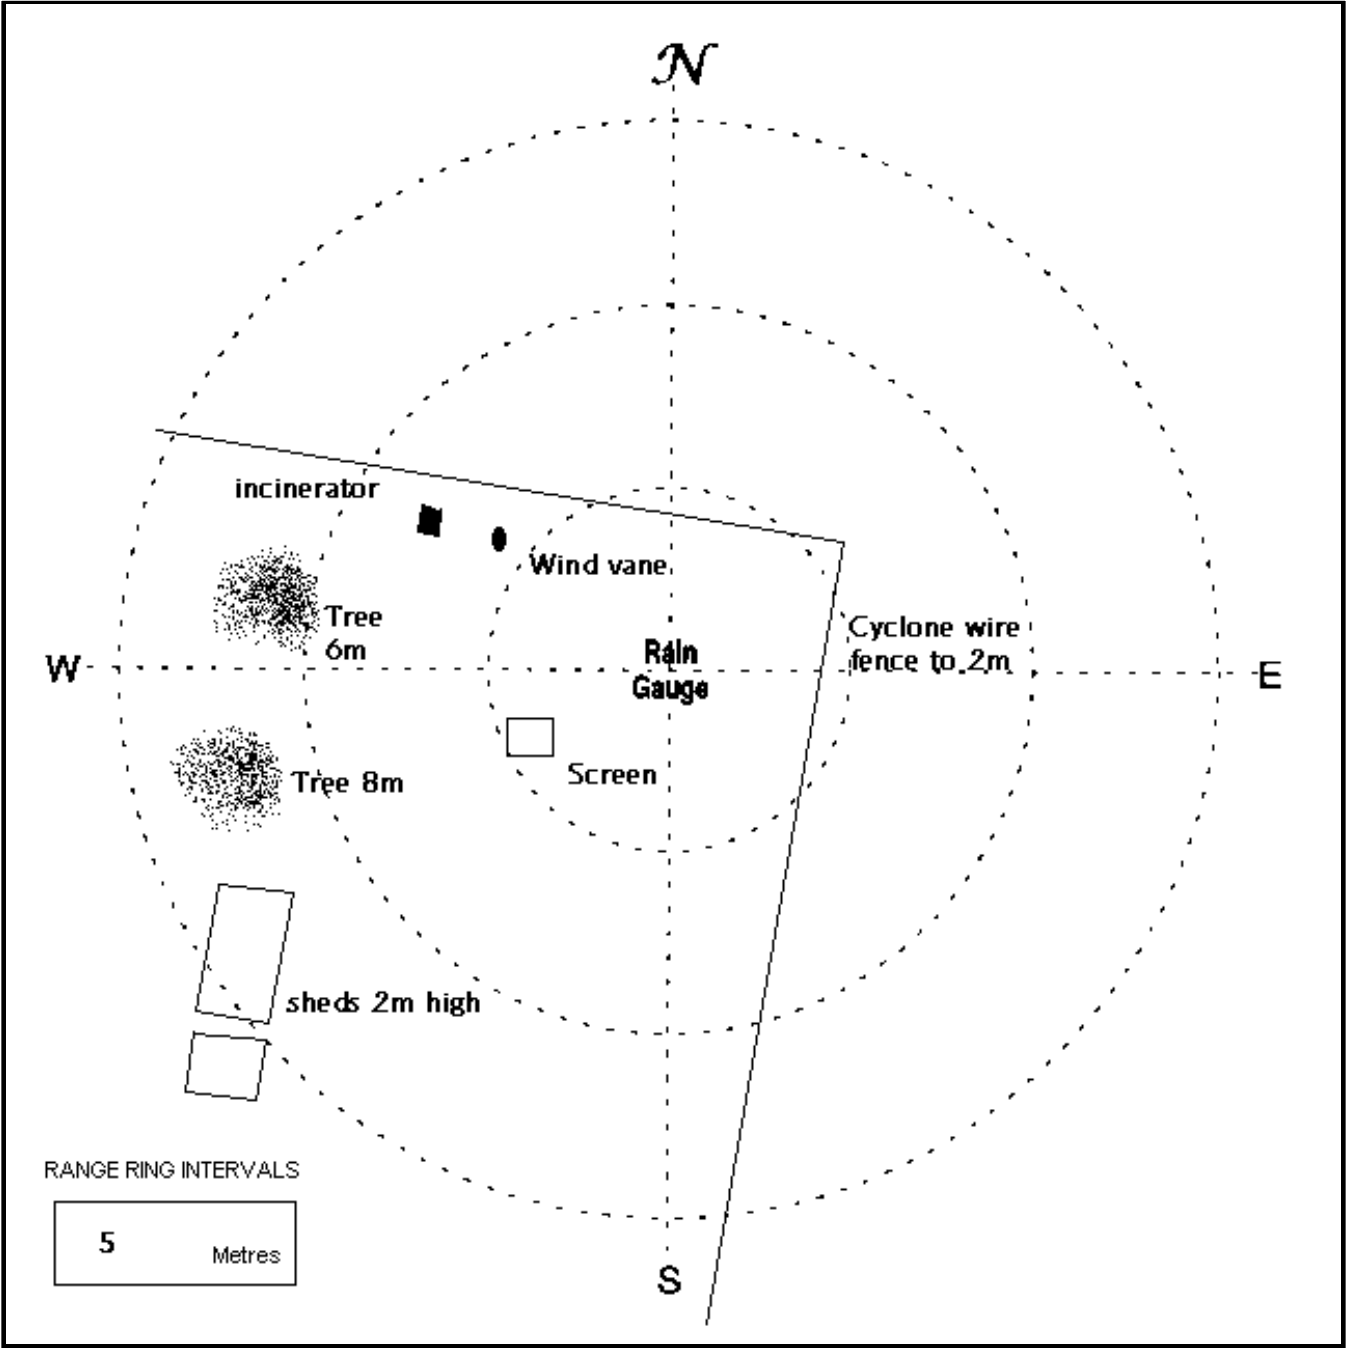 N
incinerator
Wind vane
Tree
6m
Cyclone wire
fence to 2m
Rain
Gauge
W
E
Screen
Tree 8m
sheds 2m high
RANGE RING INTERVALS
5 Metres
S